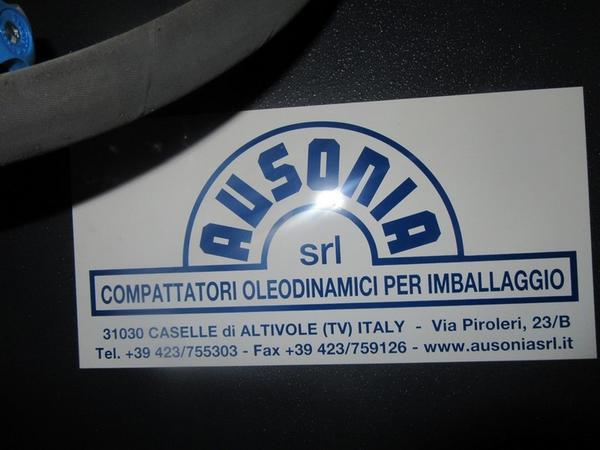 AUSONIA
srl
COMPATTATORI OLEODINAMICI PER IMBALLAGGIO
31030 CASELLE di ALTIVOLE (TV) ITALY - Via Piroleri, 23/B
Tel. +39 423/755303 - Fax +39 423/759126 - www.ausoniasrl.it